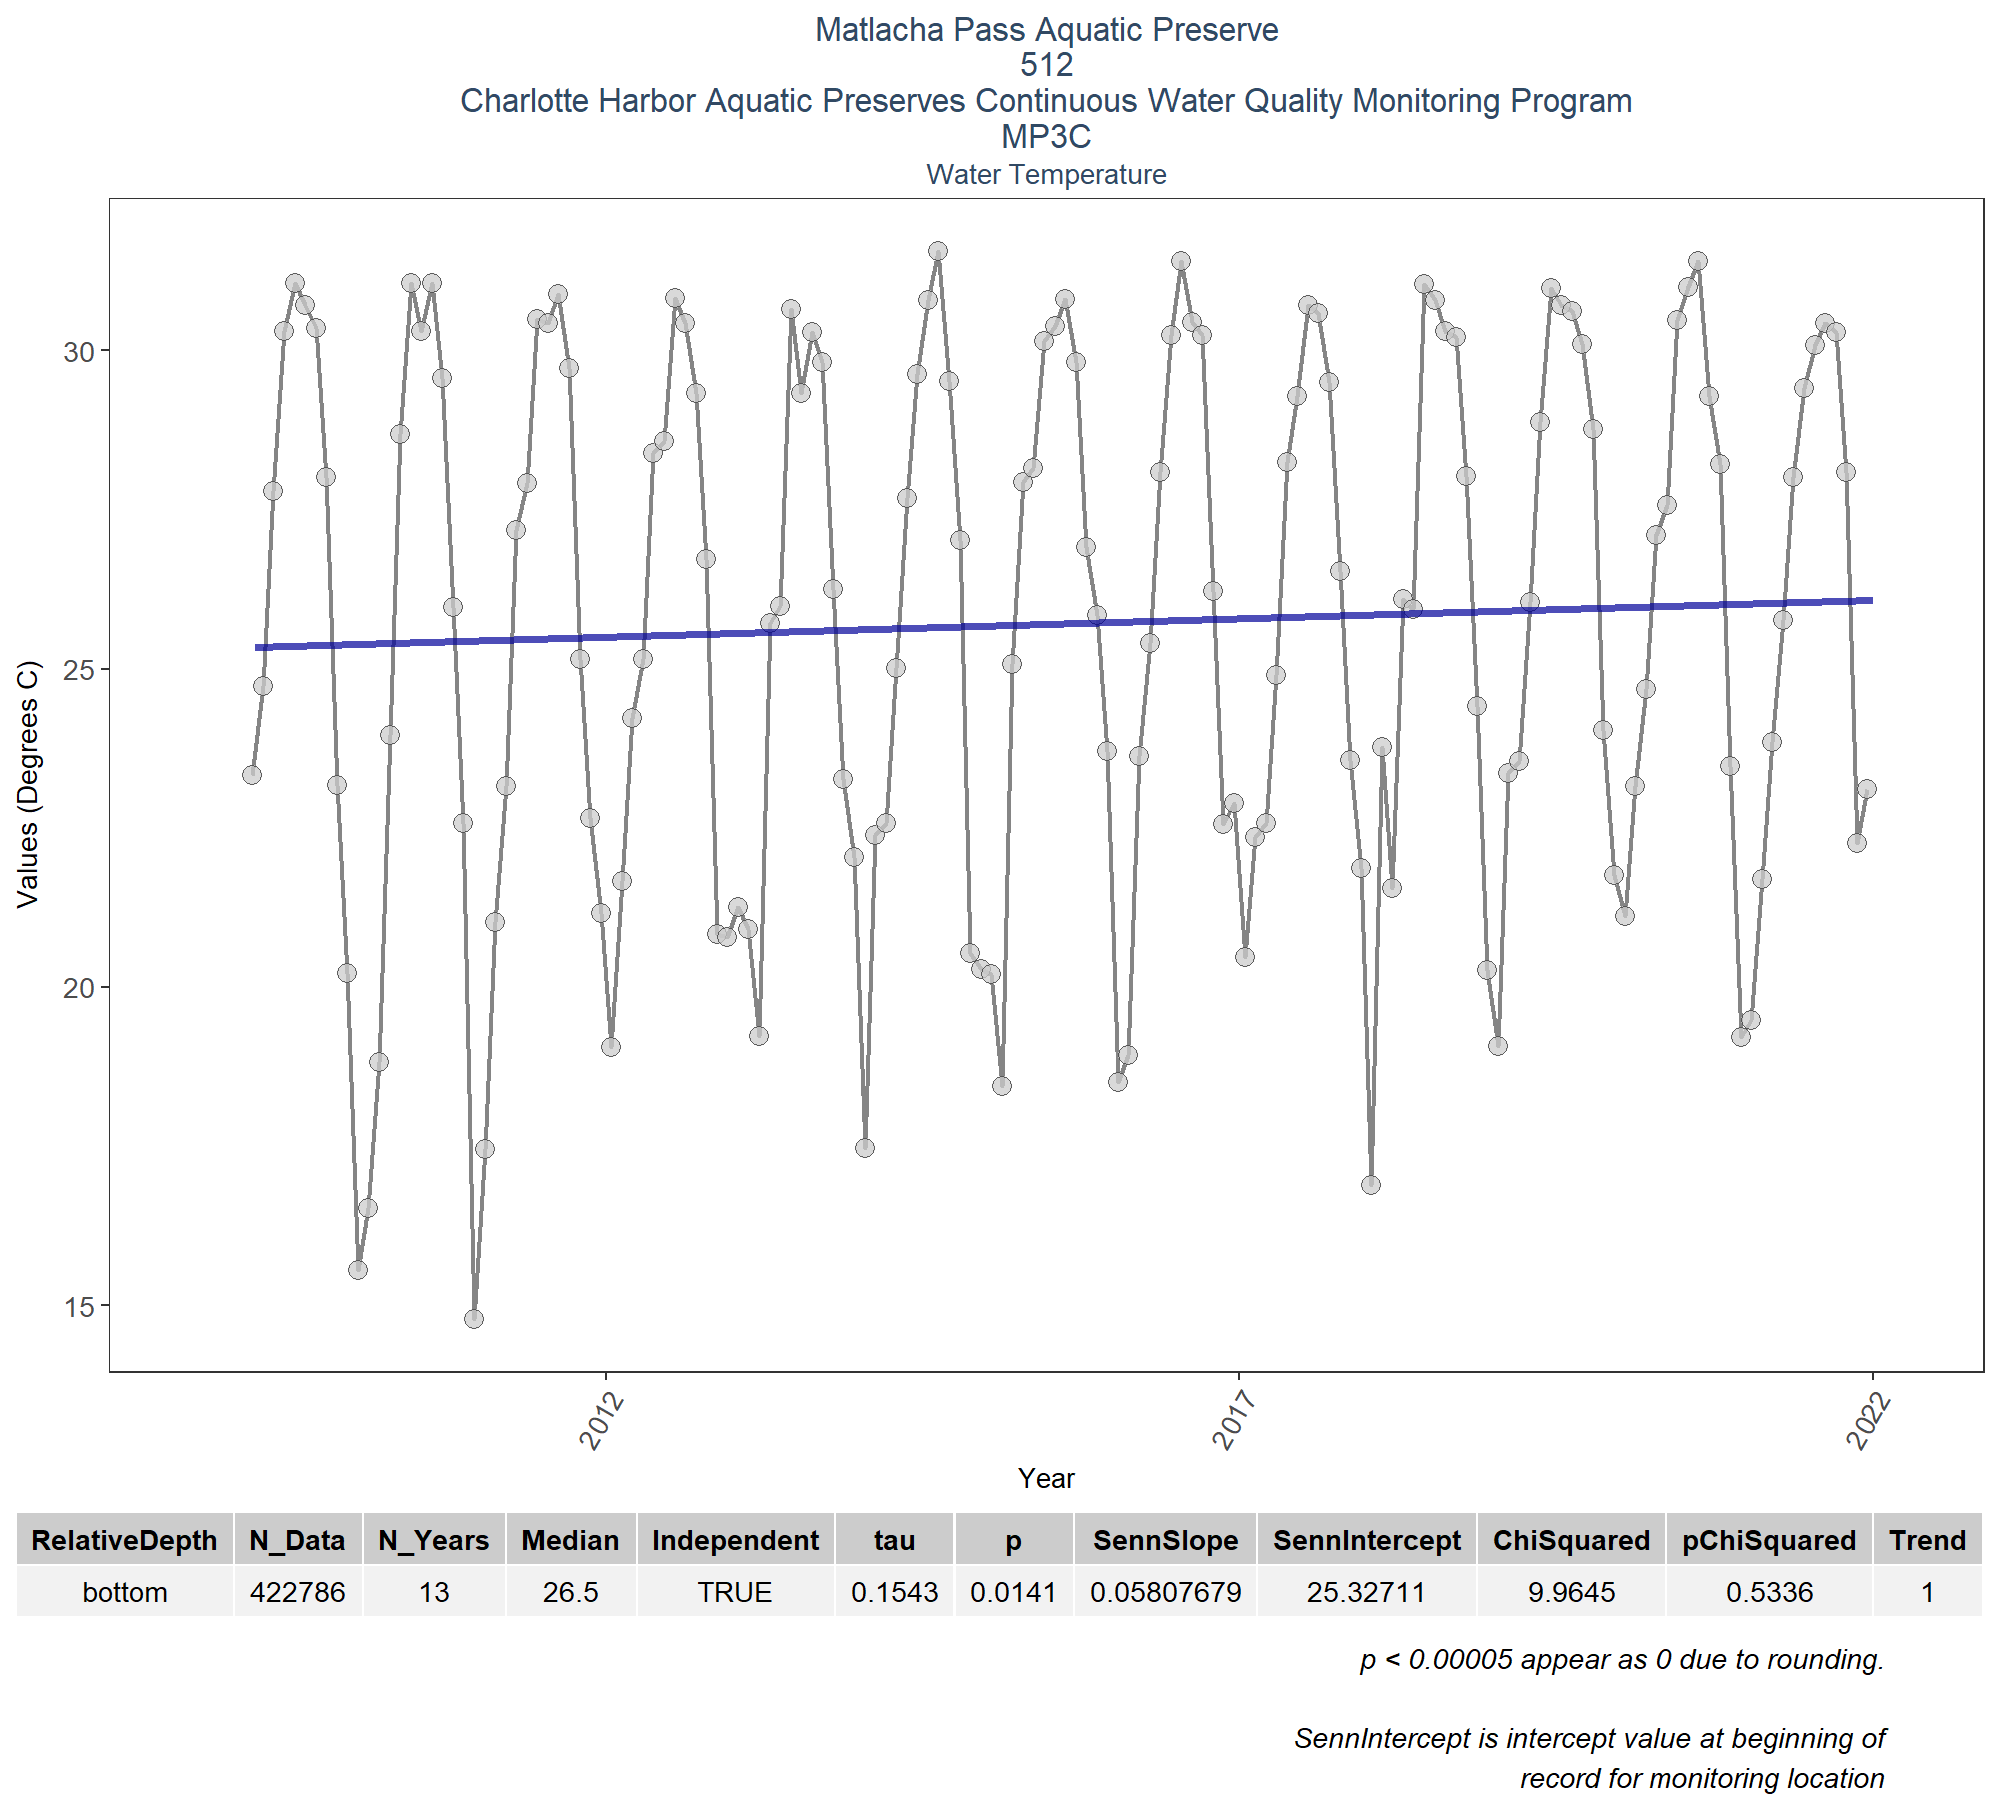 Matlacha Pass Aquatic Preserve
512
Charlotte Harbor Aquatic Preserves Continuous Water Quality Monitoring Program
MP3C
Water Temperature
Values (Degrees C)
30
25
20
15
2012 2017 2022
Year
RelativeDepth N_Data N_Years Median Independent tau p SennSlope SennIntercept ChiSquared pChiSquared Trend
bottom 422786 13 26.5 TRUE 0.1543 0.0141 0.05807679 25.32711 9.9645 0.5336 1
p < 0.00005 appear as 0 due to rounding.
SennIntercept is intercept value at beginning of
record for monitoring location